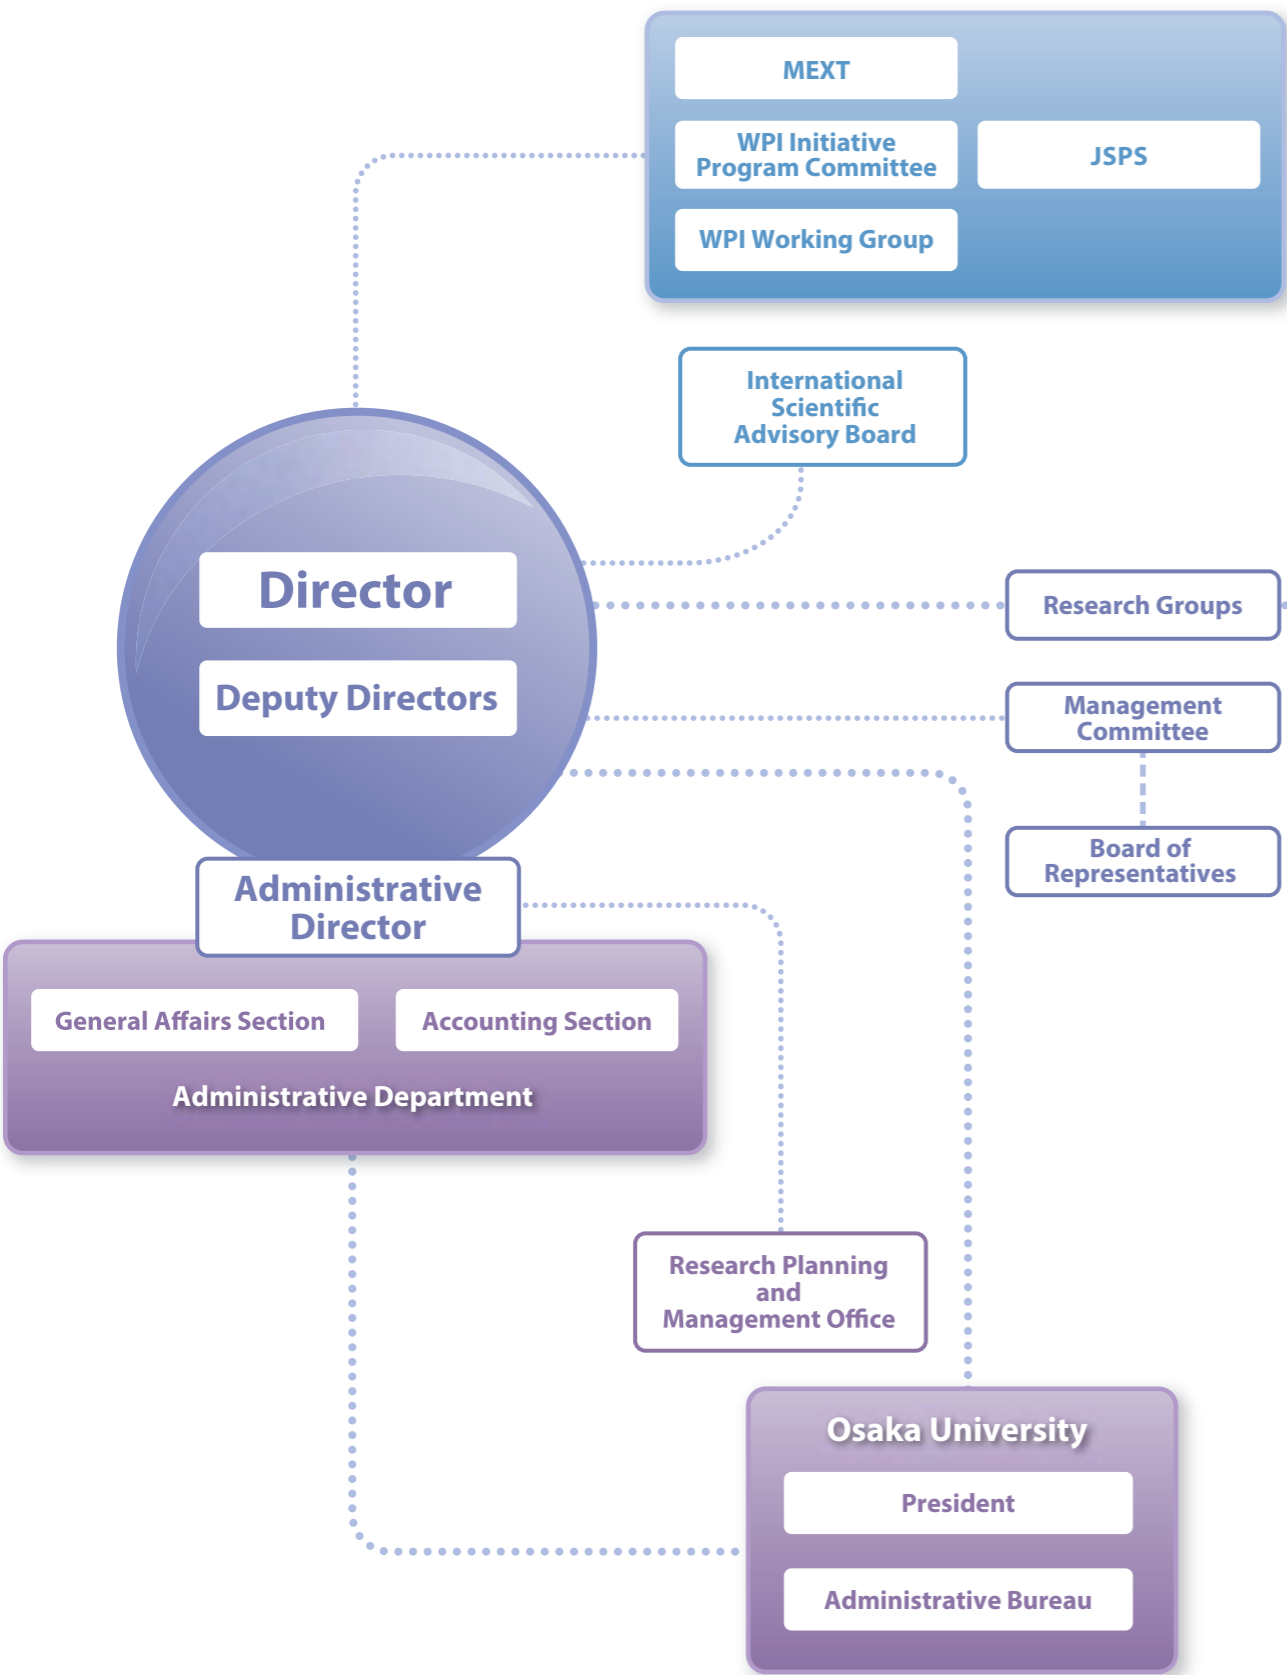 MEXT
WPI Initiative
Program Committee
JSPS
WPI Working Group
International
Scientific
Advisory Board
Director
Deputy Directors
Research Groups
Management
Committee
Board of
Representatives
Administrative
Director
General Affairs Section
Accounting Section
Administrative Department
Research Planning
and
Management Office
Osaka University
President
Administrative Bureau